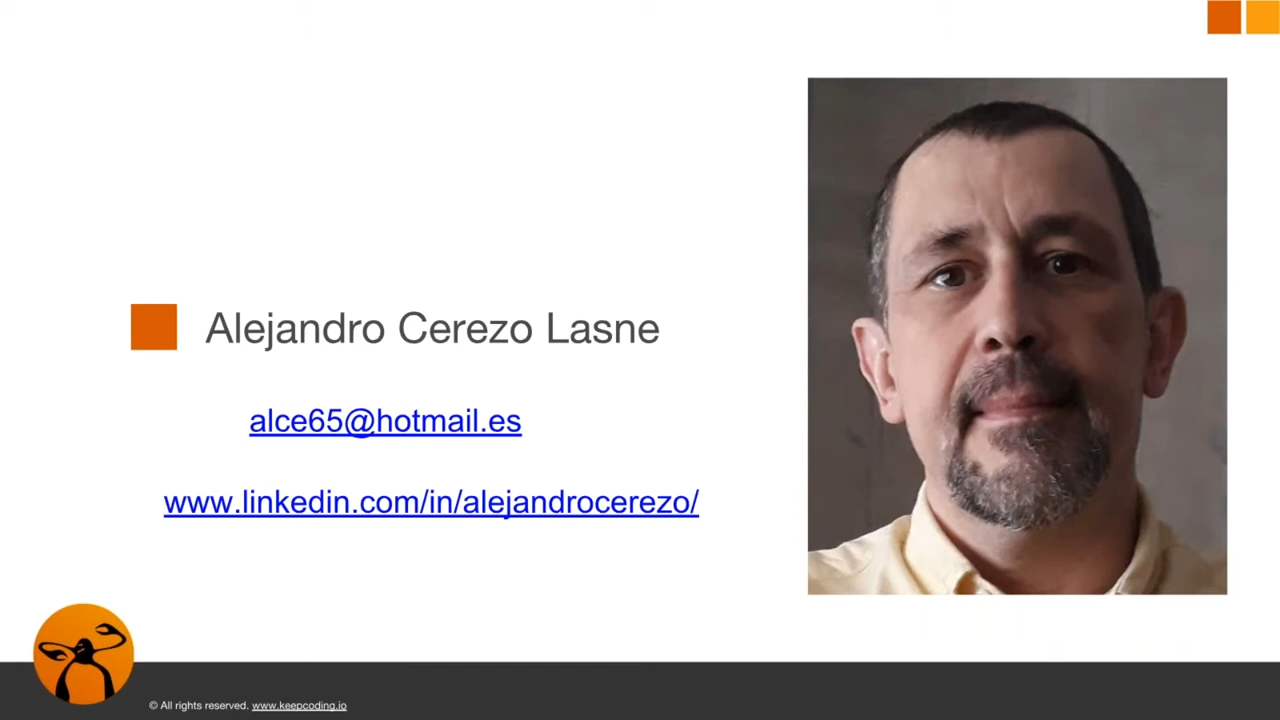 Alejandro Cerezo Lasne
alce65@hotmail.es
www.linkedin.com/in/alejandrocerezo/
© All rights reserved. www.keepcoding.io